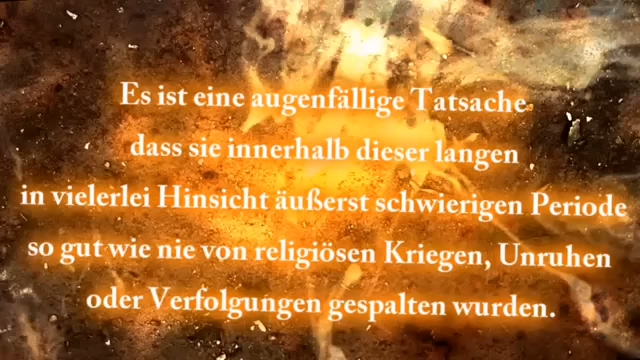 Es ist eine augenfällige Tatsache
dass sie innerhalb dieser langen
in vielerlei Hinsicht äußerst schwierigen Periode
so gut wie nie von religiösen Kriegen, Unruhen
oder Verfolgungen gespalten wurden.